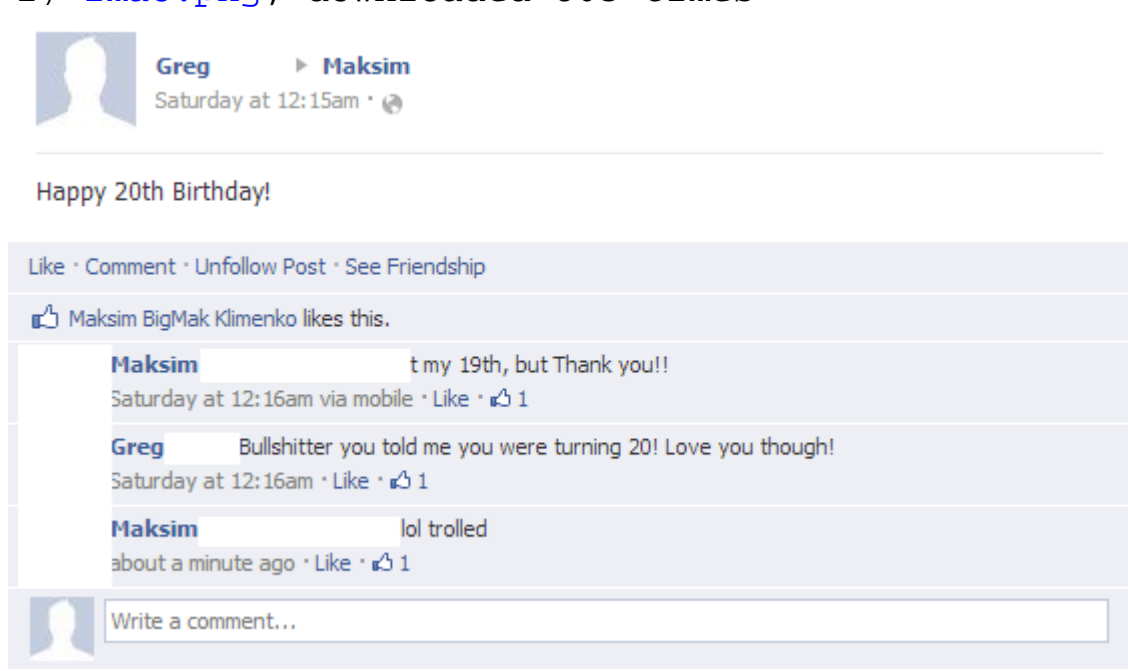 Greg Maksim
Saturday at 12:15am ·
Happy 20th Birthday!
Like · Comment · Unfollow Post · See Friendship
Maksim BigMak Klimenko likes this.
Maksim t my 19th, but Thank you!!
Saturday at 12:16am via mobile · Like · 1
Greg Bullshitter you told me you were turning 20! Love you though!
Saturday at 12:16am · Like · 1
Maksim lol trolled
about a minute ago · Like · 1
Write a comment...